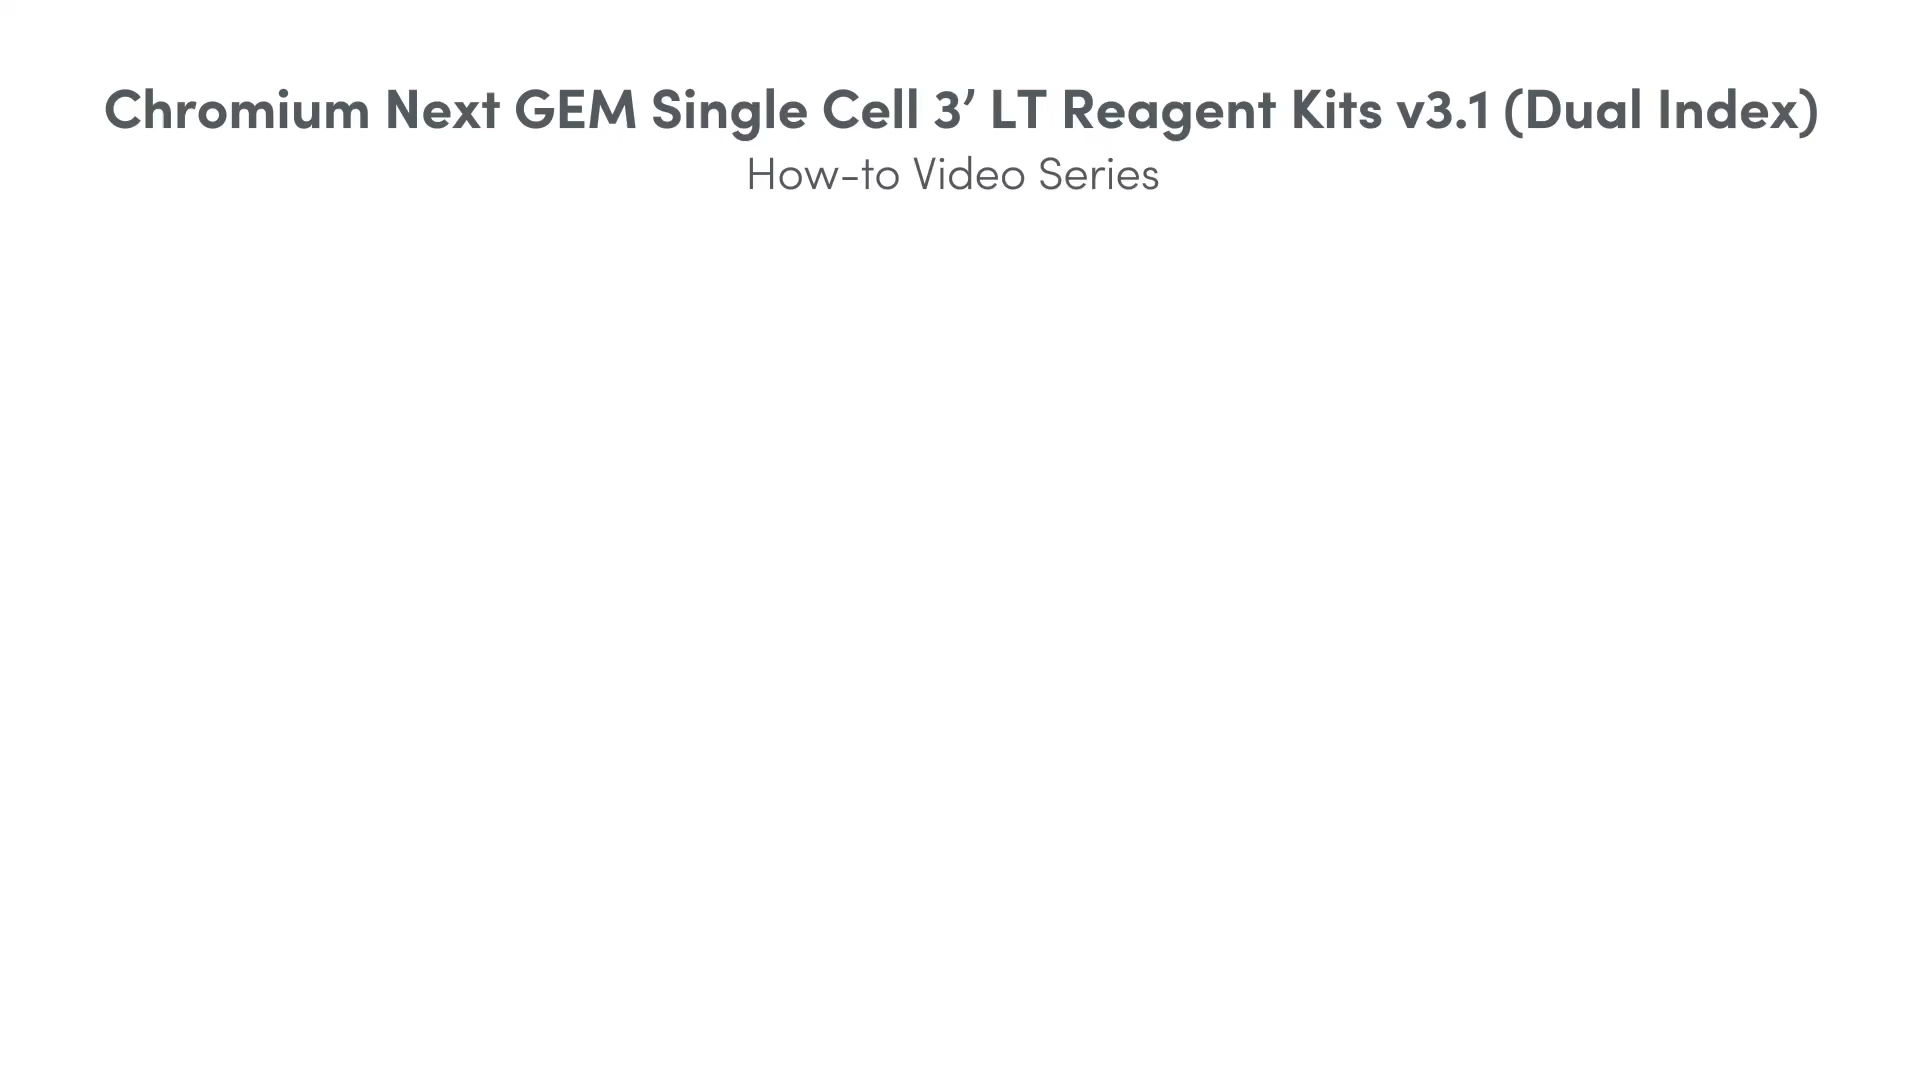 Chromium Next GEM Single Cell 3’ LT Reagent Kits v3.1 (Dual Index)
How-to Video Series